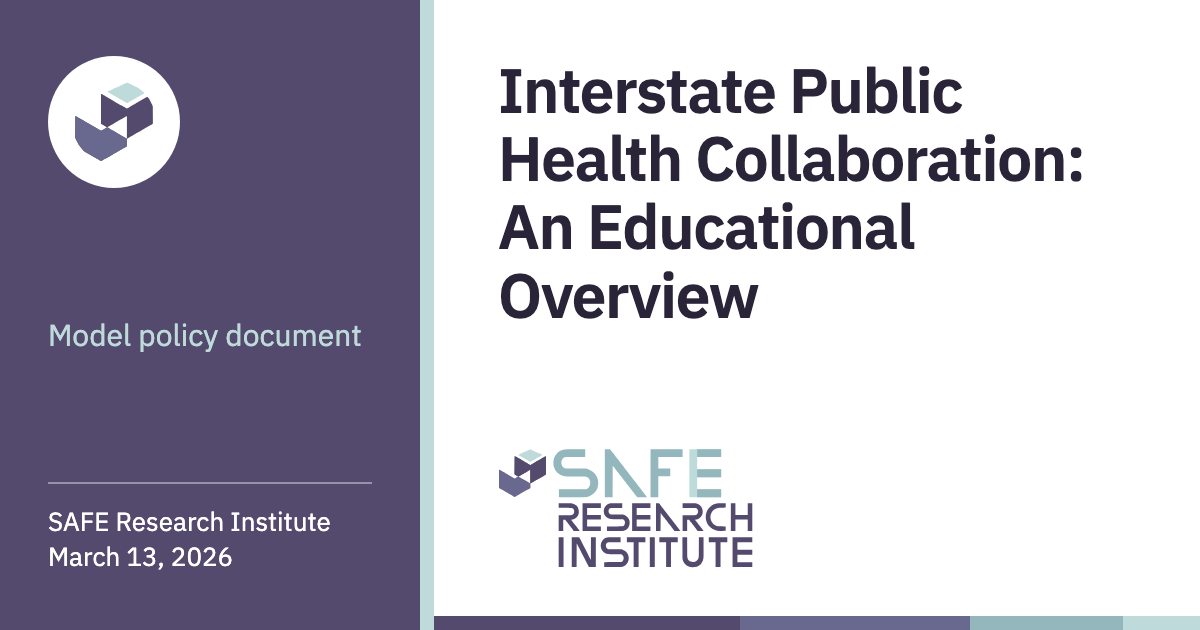 Model policy document
SAFE Research Institute
March 13, 2026
Interstate Public
Health Collaboration:
An Educational
Overview
SAFE
RESEARCH
INSTITUTE